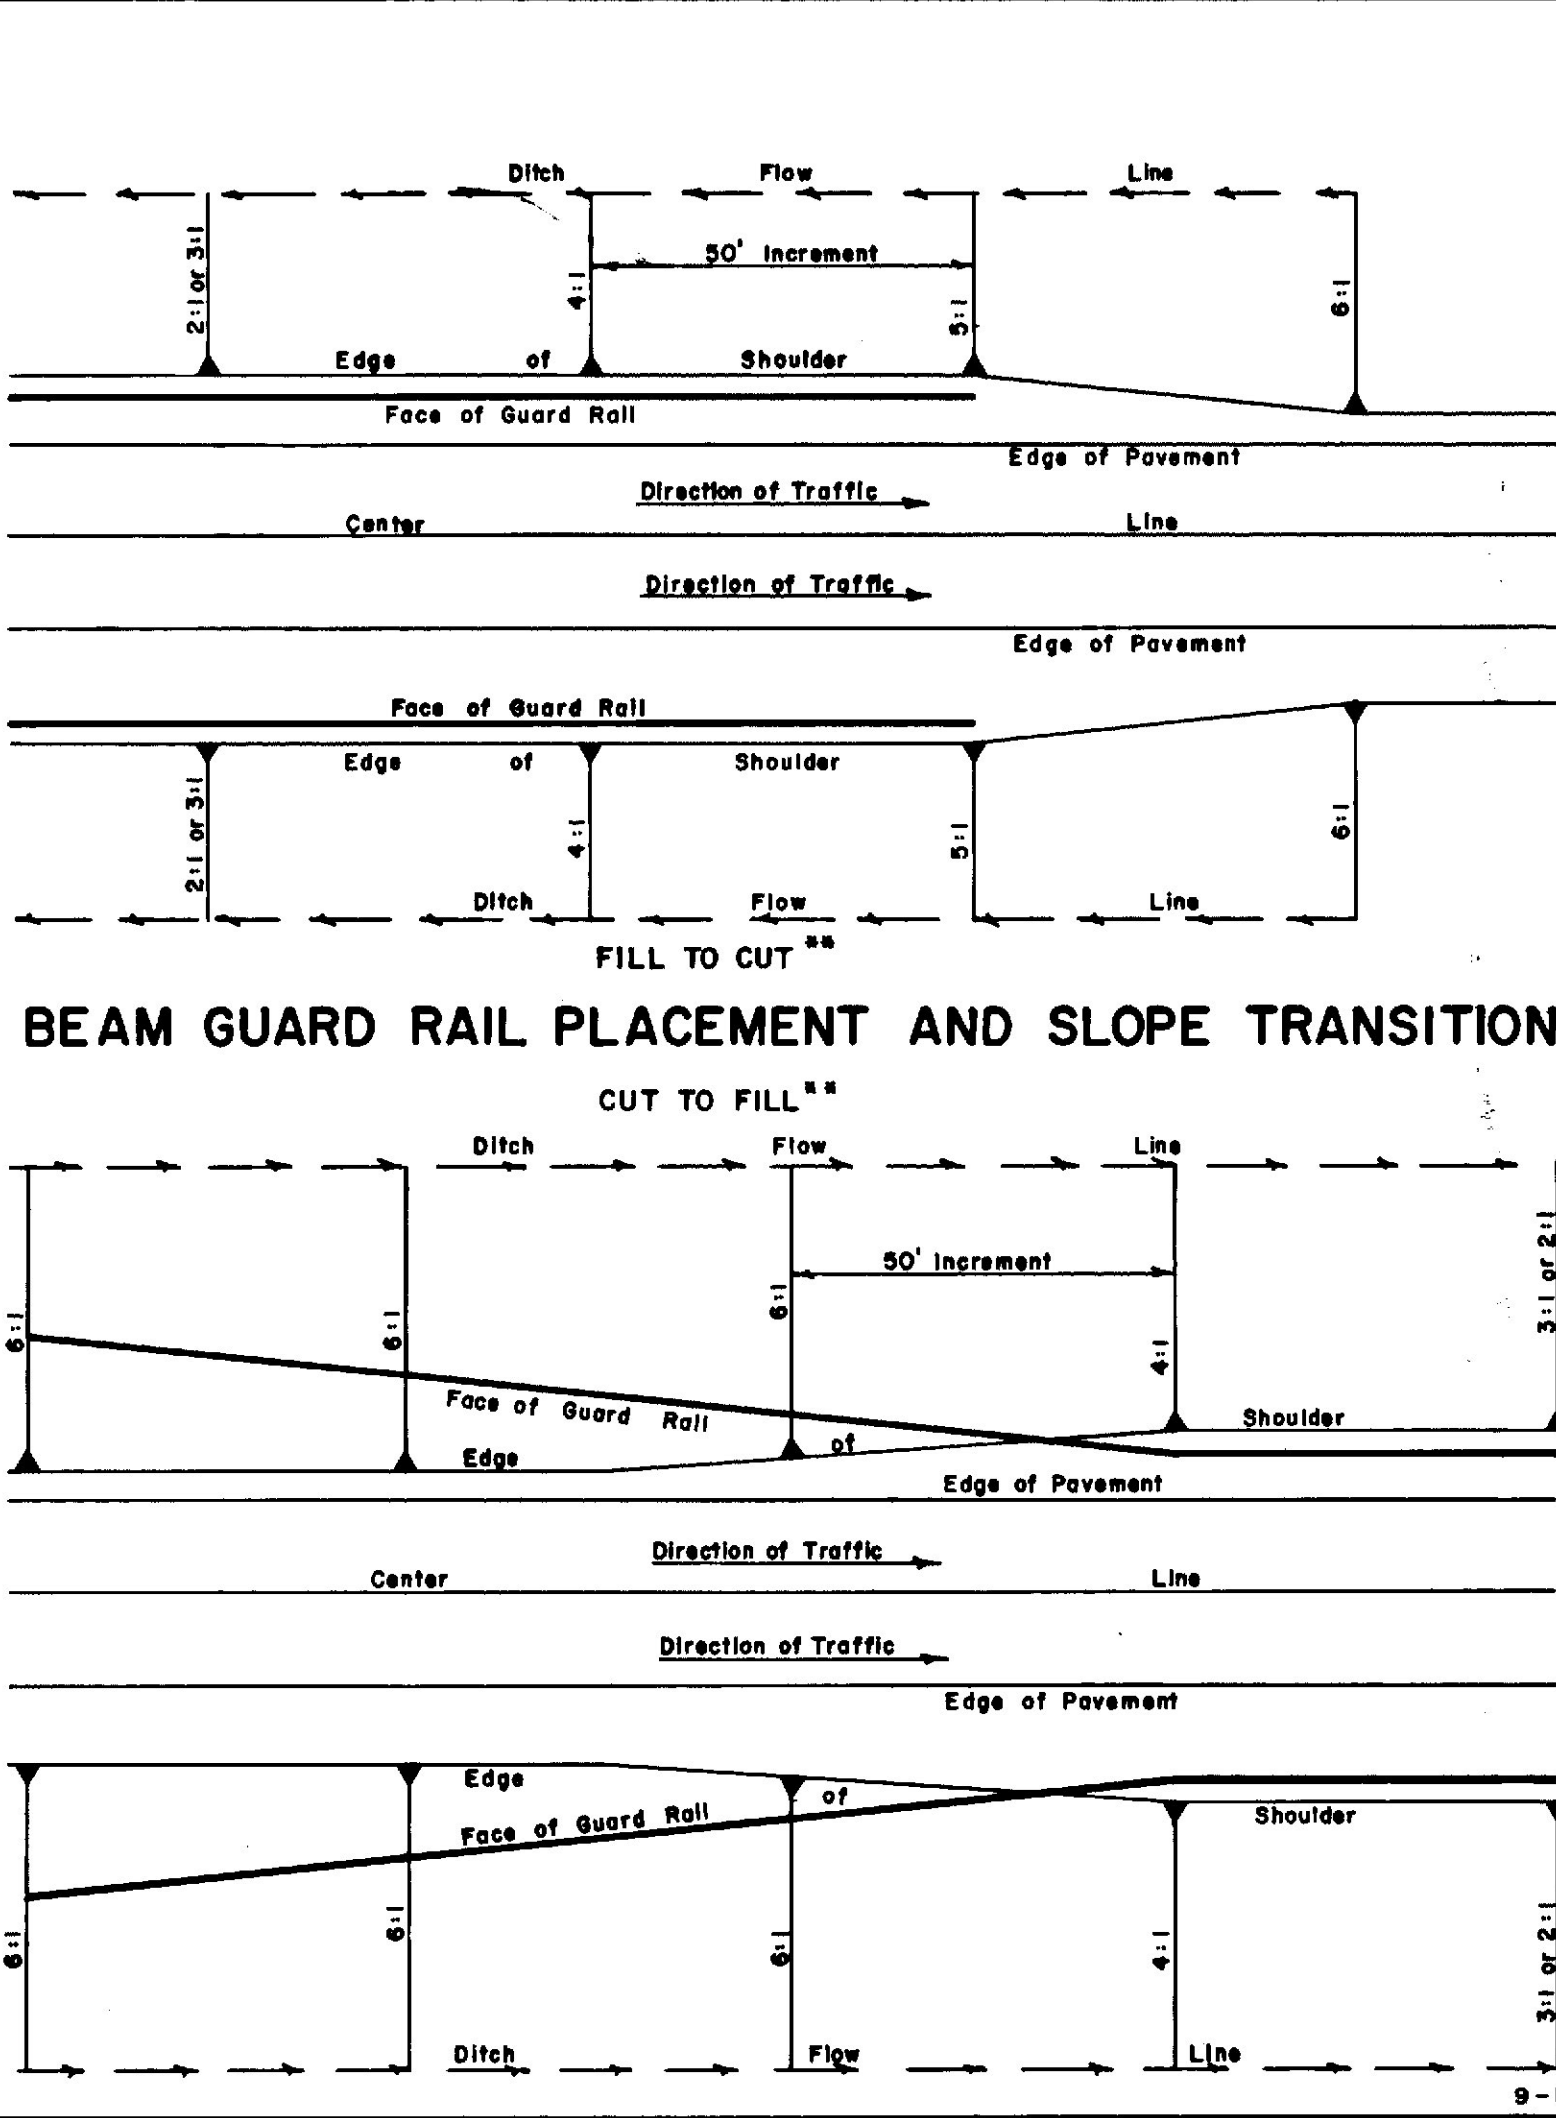 Ditch Flow Line
2:1 or 3:1
4:1
50' Increment
5:1
6:1
Edge of Shoulder
Face of Guard Rail
Edge of Pavement
Direction of Traffic
Center Line
Direction of Traffic
Edge of Pavement
Face of Guard Rail
Edge of Shoulder
2:1 or 3:1
4:1
5:1
6:1
Ditch Flow Line
FILL TO CUT **
BEAM GUARD RAIL PLACEMENT AND SLOPE TRANSITION
CUT TO FILL **
Ditch Flow Line
6:1
6:1
6:1
50' Increment
4:1
3:1 or 2:1
Face of Guard Rail
Edge of Shoulder
Edge of Pavement
Direction of Traffic
Center Line
Direction of Traffic
Edge of Pavement
Edge of Shoulder
Face of Guard Rail
6:1
6:1
6:1
4:1
3:1 or 2:1
Ditch Flow Line
9-